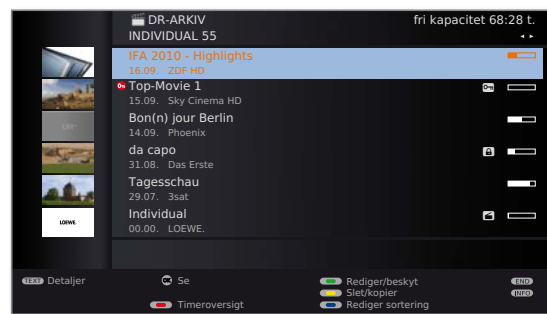 DR-ARKIV fri kapacitet 68:28 t.
INDIVIDUAL 55
IFA 2010 - Highlights
16.09. ZDF HD
Top-Movie 1
15.09. Sky Cinema HD
Bon(n) jour Berlin
14.09. Phoenix
da capo
31.08. Das Erste
Tagesschau
29.07. 3sat
Individual
00.00. LOEWE.
LOEWE.
TEXT Detaljer OK Se Rediger/beskyt END
Slet/kopier INFO
Timeroversigt Rediger sortering